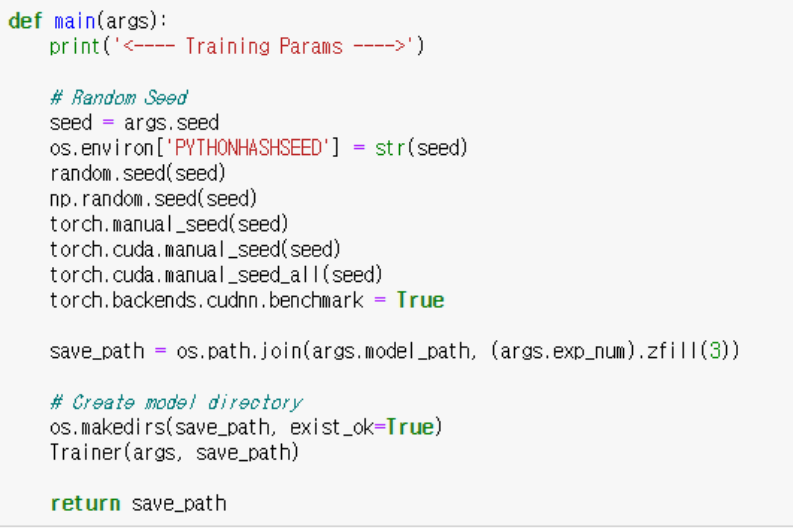 def main(args):
    print('<---- Training Params ---->')
    # Random Seed
    seed = args.seed
    os.environ['PYTHONHASHSEED'] = str(seed)
    random.seed(seed)
    np.random.seed(seed)
    torch.manual_seed(seed)
    torch.cuda.manual_seed(seed)
    torch.cuda.manual_seed_all(seed)
    torch.backends.cudnn.benchmark = True
    save_path = os.path.join(args.model_path, (args.exp_num).zfill(3))
    # Create model directory
    os.makedirs(save_path, exist_ok=True)
    Trainer(args, save_path)
    return save_path